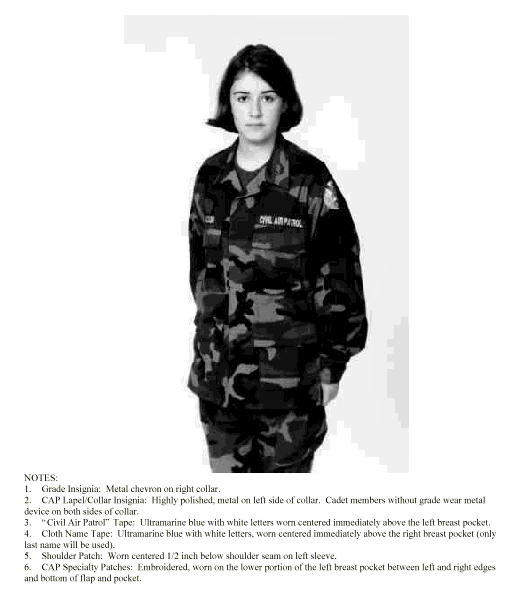 CIVIL AIR PATROL
NOTES:
1. Grade Insignia: Metal chevron on right collar.
2. CAP Lapel/Collar Insignia: Highly polished, metal on left side of collar. Cadet members without grade wear metal
device on both sides of collar.
3. "Civil Air Patrol" Tape: Ultramarine blue with white letters worn centered immediately above the left breast pocket.
4. Cloth Name Tape: Ultramarine blue with white letters, worn centered immediately above the right breast pocket (only
last name will be used).
5. Shoulder Patch: Worn centered 1/2 inch below shoulder seam on left sleeve.
6. CAP Specialty Patches: Embroidered, worn on the lower portion of the left breast pocket between left and right edges
and bottom of flap and pocket.